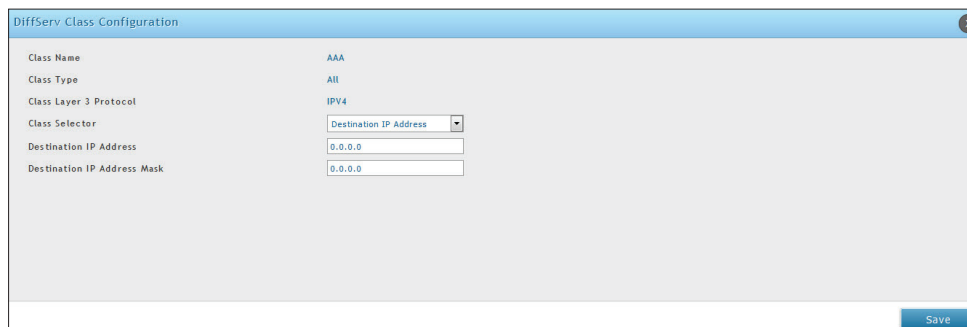 DiffServ Class Configuration
Class Name AAA
Class Type All
Class Layer 3 Protocol IPV4
Class Selector Destination IP Address
Destination IP Address 0.0.0.0
Destination IP Address Mask 0.0.0.0
Save